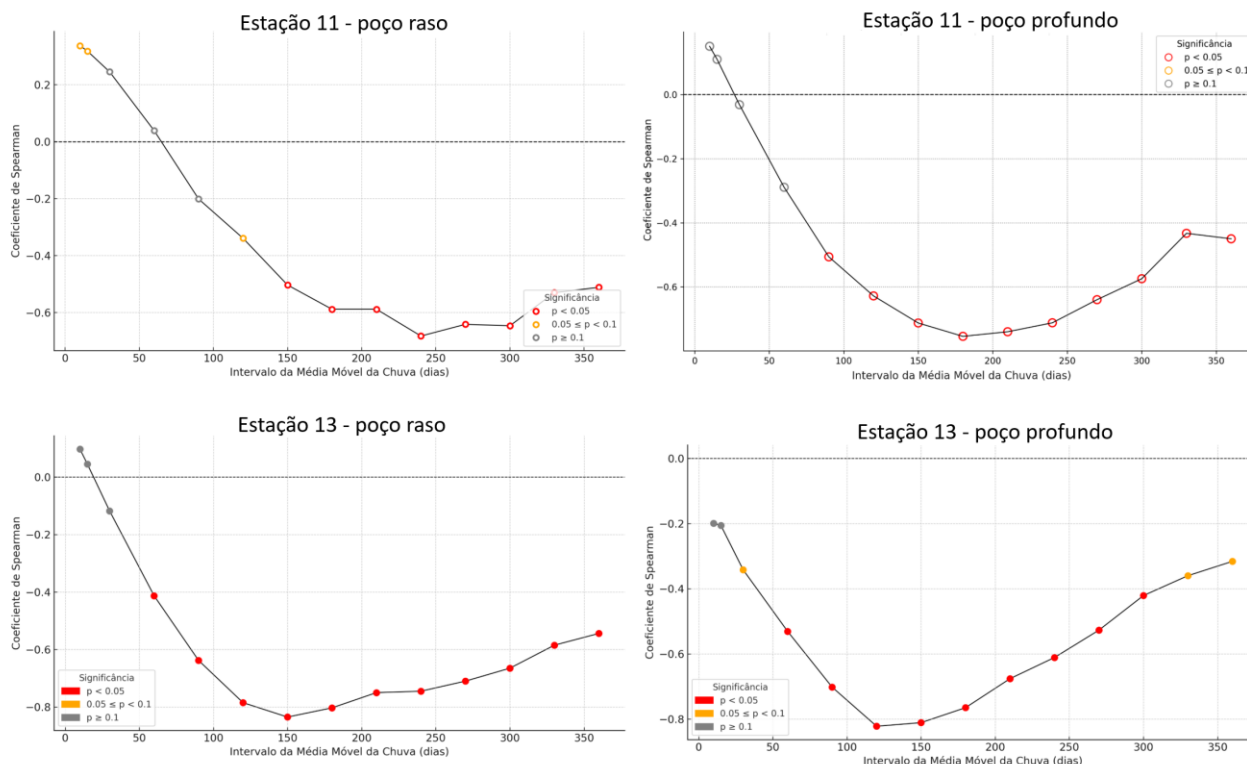 Estação 11 - poço raso
Coeficiente de Spearman
0.2
0.0
−0.2
−0.4
−0.6
Significância
p < 0.05
0.05 ≤ p < 0.1
p ≥ 0.1
0 50 100 150 200 250 300 350
Intervalo da Média Móvel da Chuva (dias)
Estação 11 - poço profundo
Significância
p < 0.05
0.05 ≤ p < 0.1
p ≥ 0.1
Coeficiente de Spearman
0.0
−0.2
−0.4
−0.6
0 50 100 150 200 250 300 350
Intervalo da Média Móvel da Chuva (dias)
Estação 13 - poço raso
Coeficiente de Spearman
0.0
−0.2
−0.4
−0.6
−0.8
Significância
p < 0.05
0.05 ≤ p < 0.1
p ≥ 0.1
0 50 100 150 200 250 300 350
Intervalo da Média Móvel da Chuva (dias)
Estação 13 - poço profundo
Coeficiente de Spearman
0.0
−0.2
−0.4
−0.6
−0.8
Significância
p < 0.05
0.05 ≤ p < 0.1
p ≥ 0.1
0 50 100 150 200 250 300 350
Intervalo da Média Móvel da Chuva (dias)